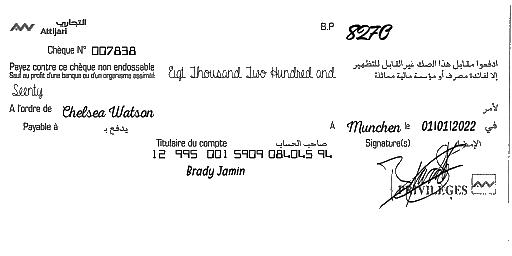 التجاري
Attijari
B.P 8270
Chèque N° 007838
Payez contre ce chèque non endossable
Sauf au profit d'une banque ou d'un organisme assimilé
Eigt Thousand Two Hundred and
ادفعوا مقابل هذا الصك غير القابل للتظهير
إلا لفائدة مصرف أو مؤسسة مالية مماثلة
Seenty
A l'ordre de Chelsea Watson لأمر
Payable à يدفع بـ
A Munchen le 01/01/2022 في
Titulaire du compte صاحب الحساب
Signature(s) الإمضاء
12 995 001 5909 084045 94
Brady Jamin
PRIVILEGES